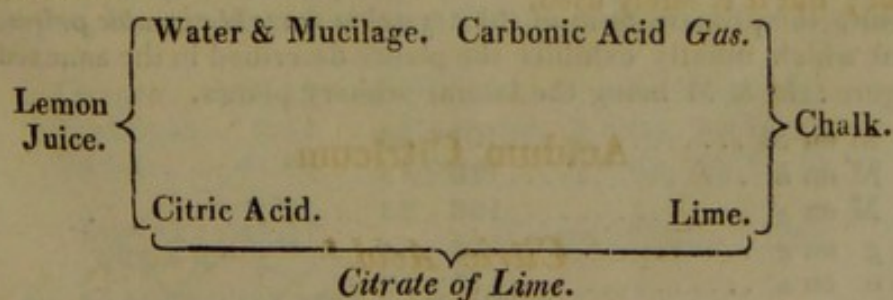 Water & Mucilage. Carbonic Acid Gas.
Lemon Juice.
Chalk.
Citric Acid. Lime.
Citrate of Lime.